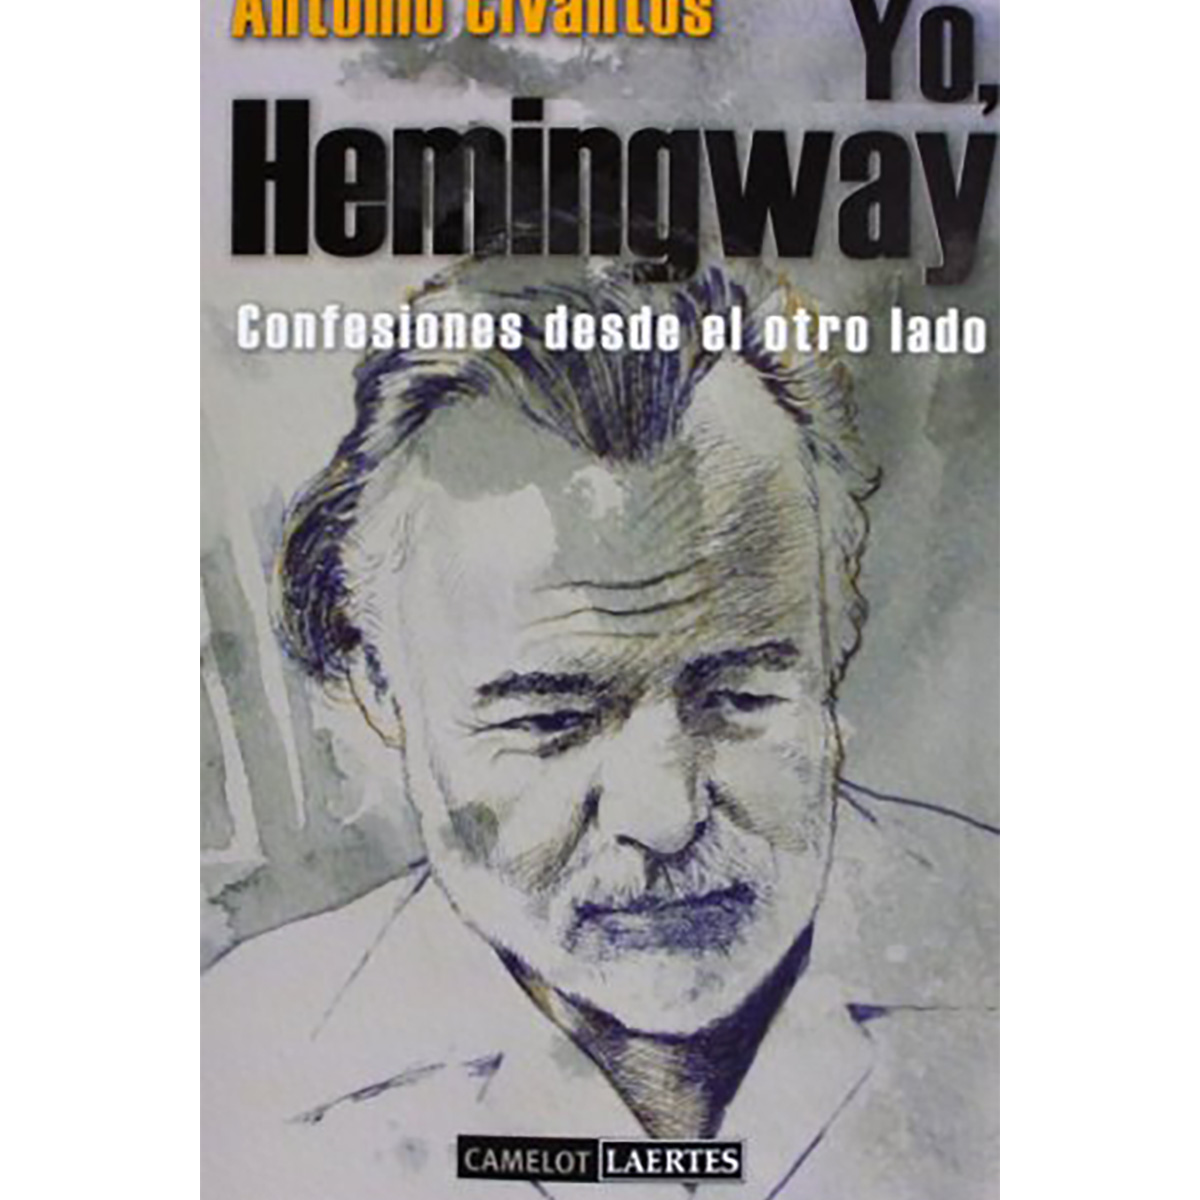 Antonio Civantos
Yo,
Hemingway
Confesiones desde el otro lado
CAMELOT LAERTES